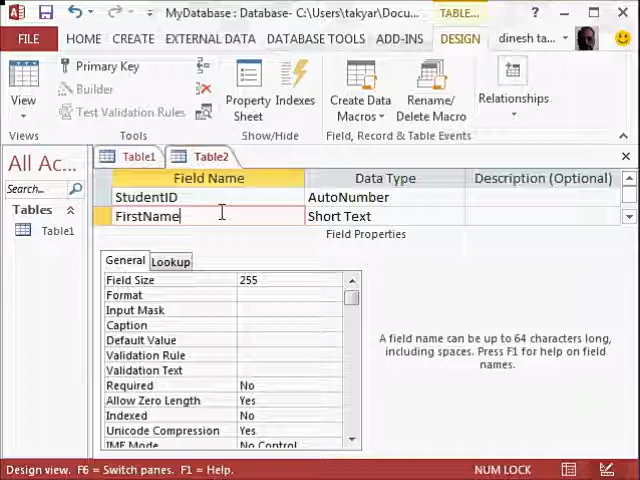 MyDatabase : Database- C:\Users\takyar\Docu... TABLE...
FILE HOME CREATE EXTERNAL DATA DATABASE TOOLS ADD-INS DESIGN dinesh ta...
View
Primary Key
Builder
Test Validation Rules
Property Sheet
Indexes
Create Data Macros
Rename/ Delete Macro
Relationships
Views Tools Show/Hide Field, Record & Table Events
All Ac...
Search...
Tables
Table1
Table1 Table2
Field Name Data Type Description (Optional)
StudentID AutoNumber
FirstName Short Text
Field Properties
General Lookup
Field Size 255
Format
Input Mask
Caption
Default Value
Validation Rule
Validation Text
Required No
Allow Zero Length Yes
Indexed No
Unicode Compression Yes
IME Mode No Control
A field name can be up to 64 characters long,
including spaces. Press F1 for help on field
names.
Design view. F6 = Switch panes. F1 = Help. NUM LOCK